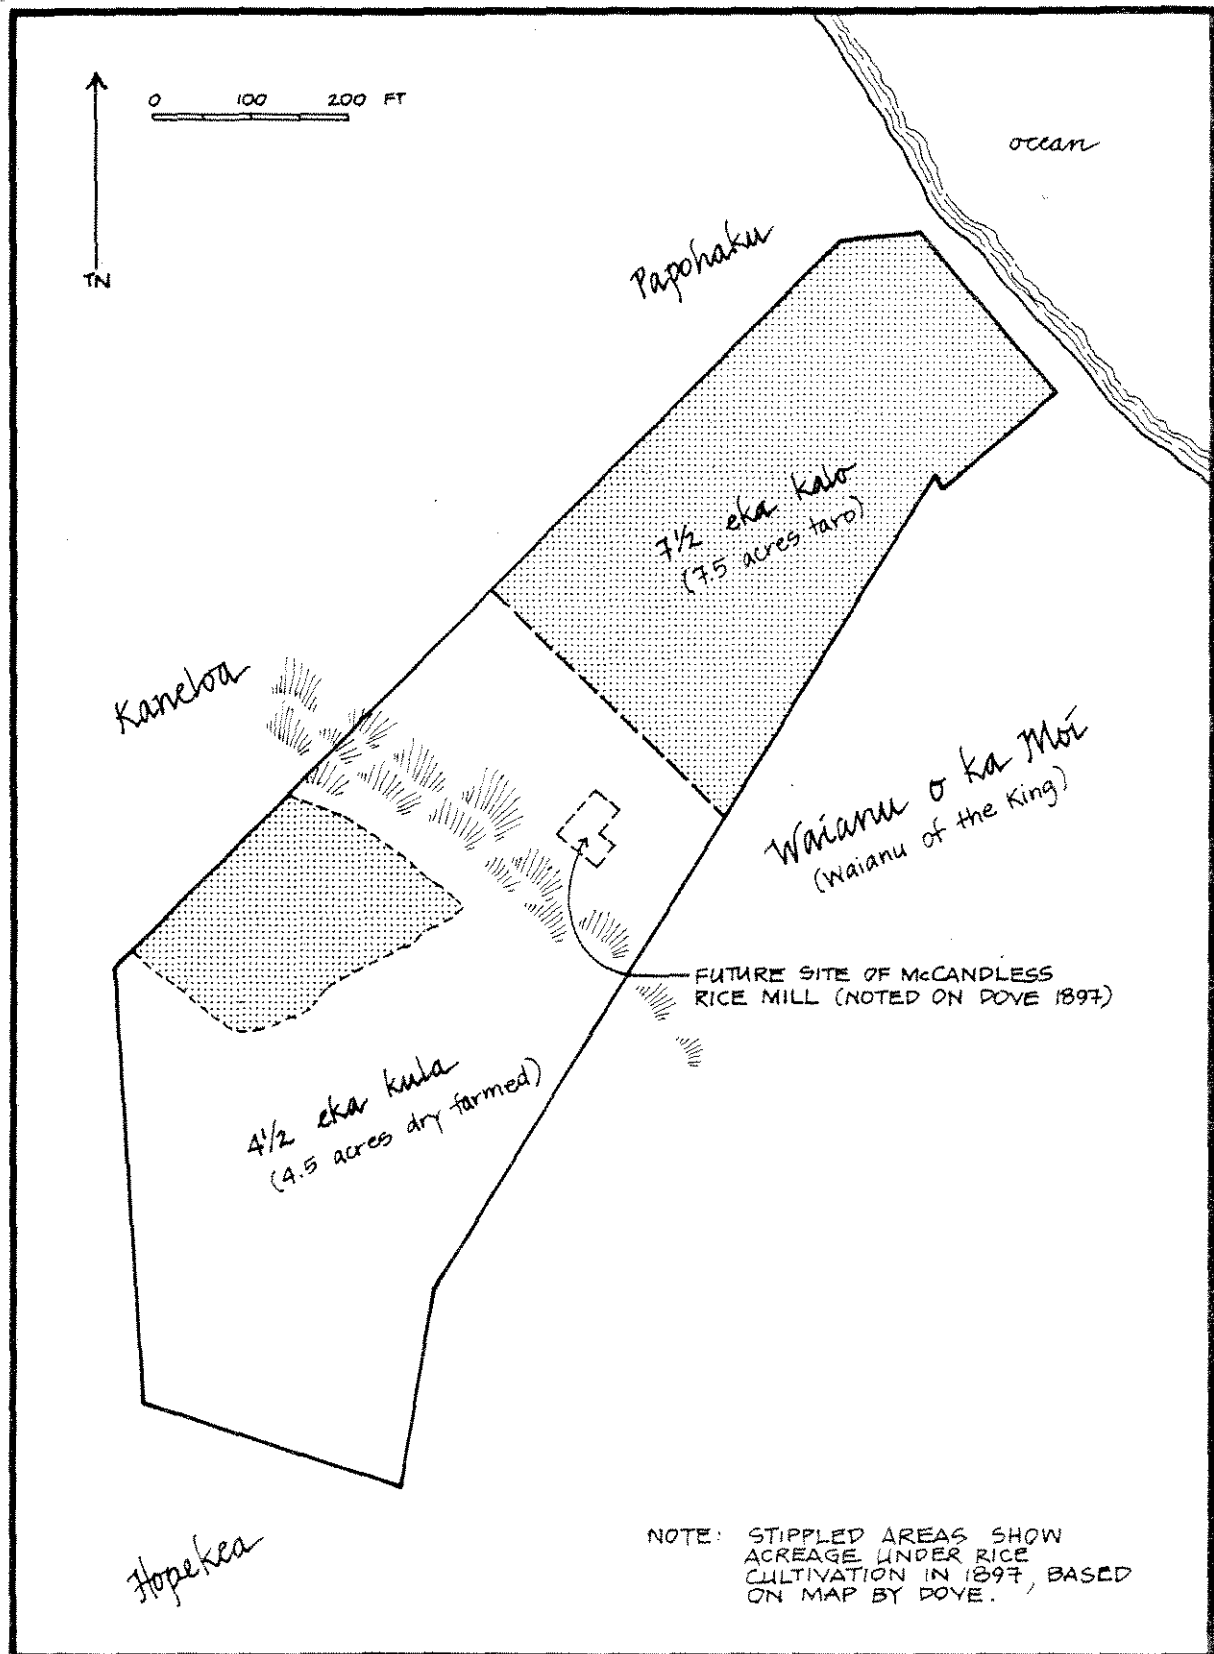 0 100 200 FT
TN
ocean
Papohaku
7½ eka kalo
(7.5 acres taro)
Kaneloa
Waianu o ka Moi
(Waianu of the King)
FUTURE SITE OF McCANDLESS
RICE MILL (NOTED ON DOVE 1897)
4½ eka kula
(4.5 acres dry farmed)
Hopekea
NOTE: STIPPLED AREAS SHOW
ACREAGE UNDER RICE
CULTIVATION IN 1897, BASED
ON MAP BY DOVE.